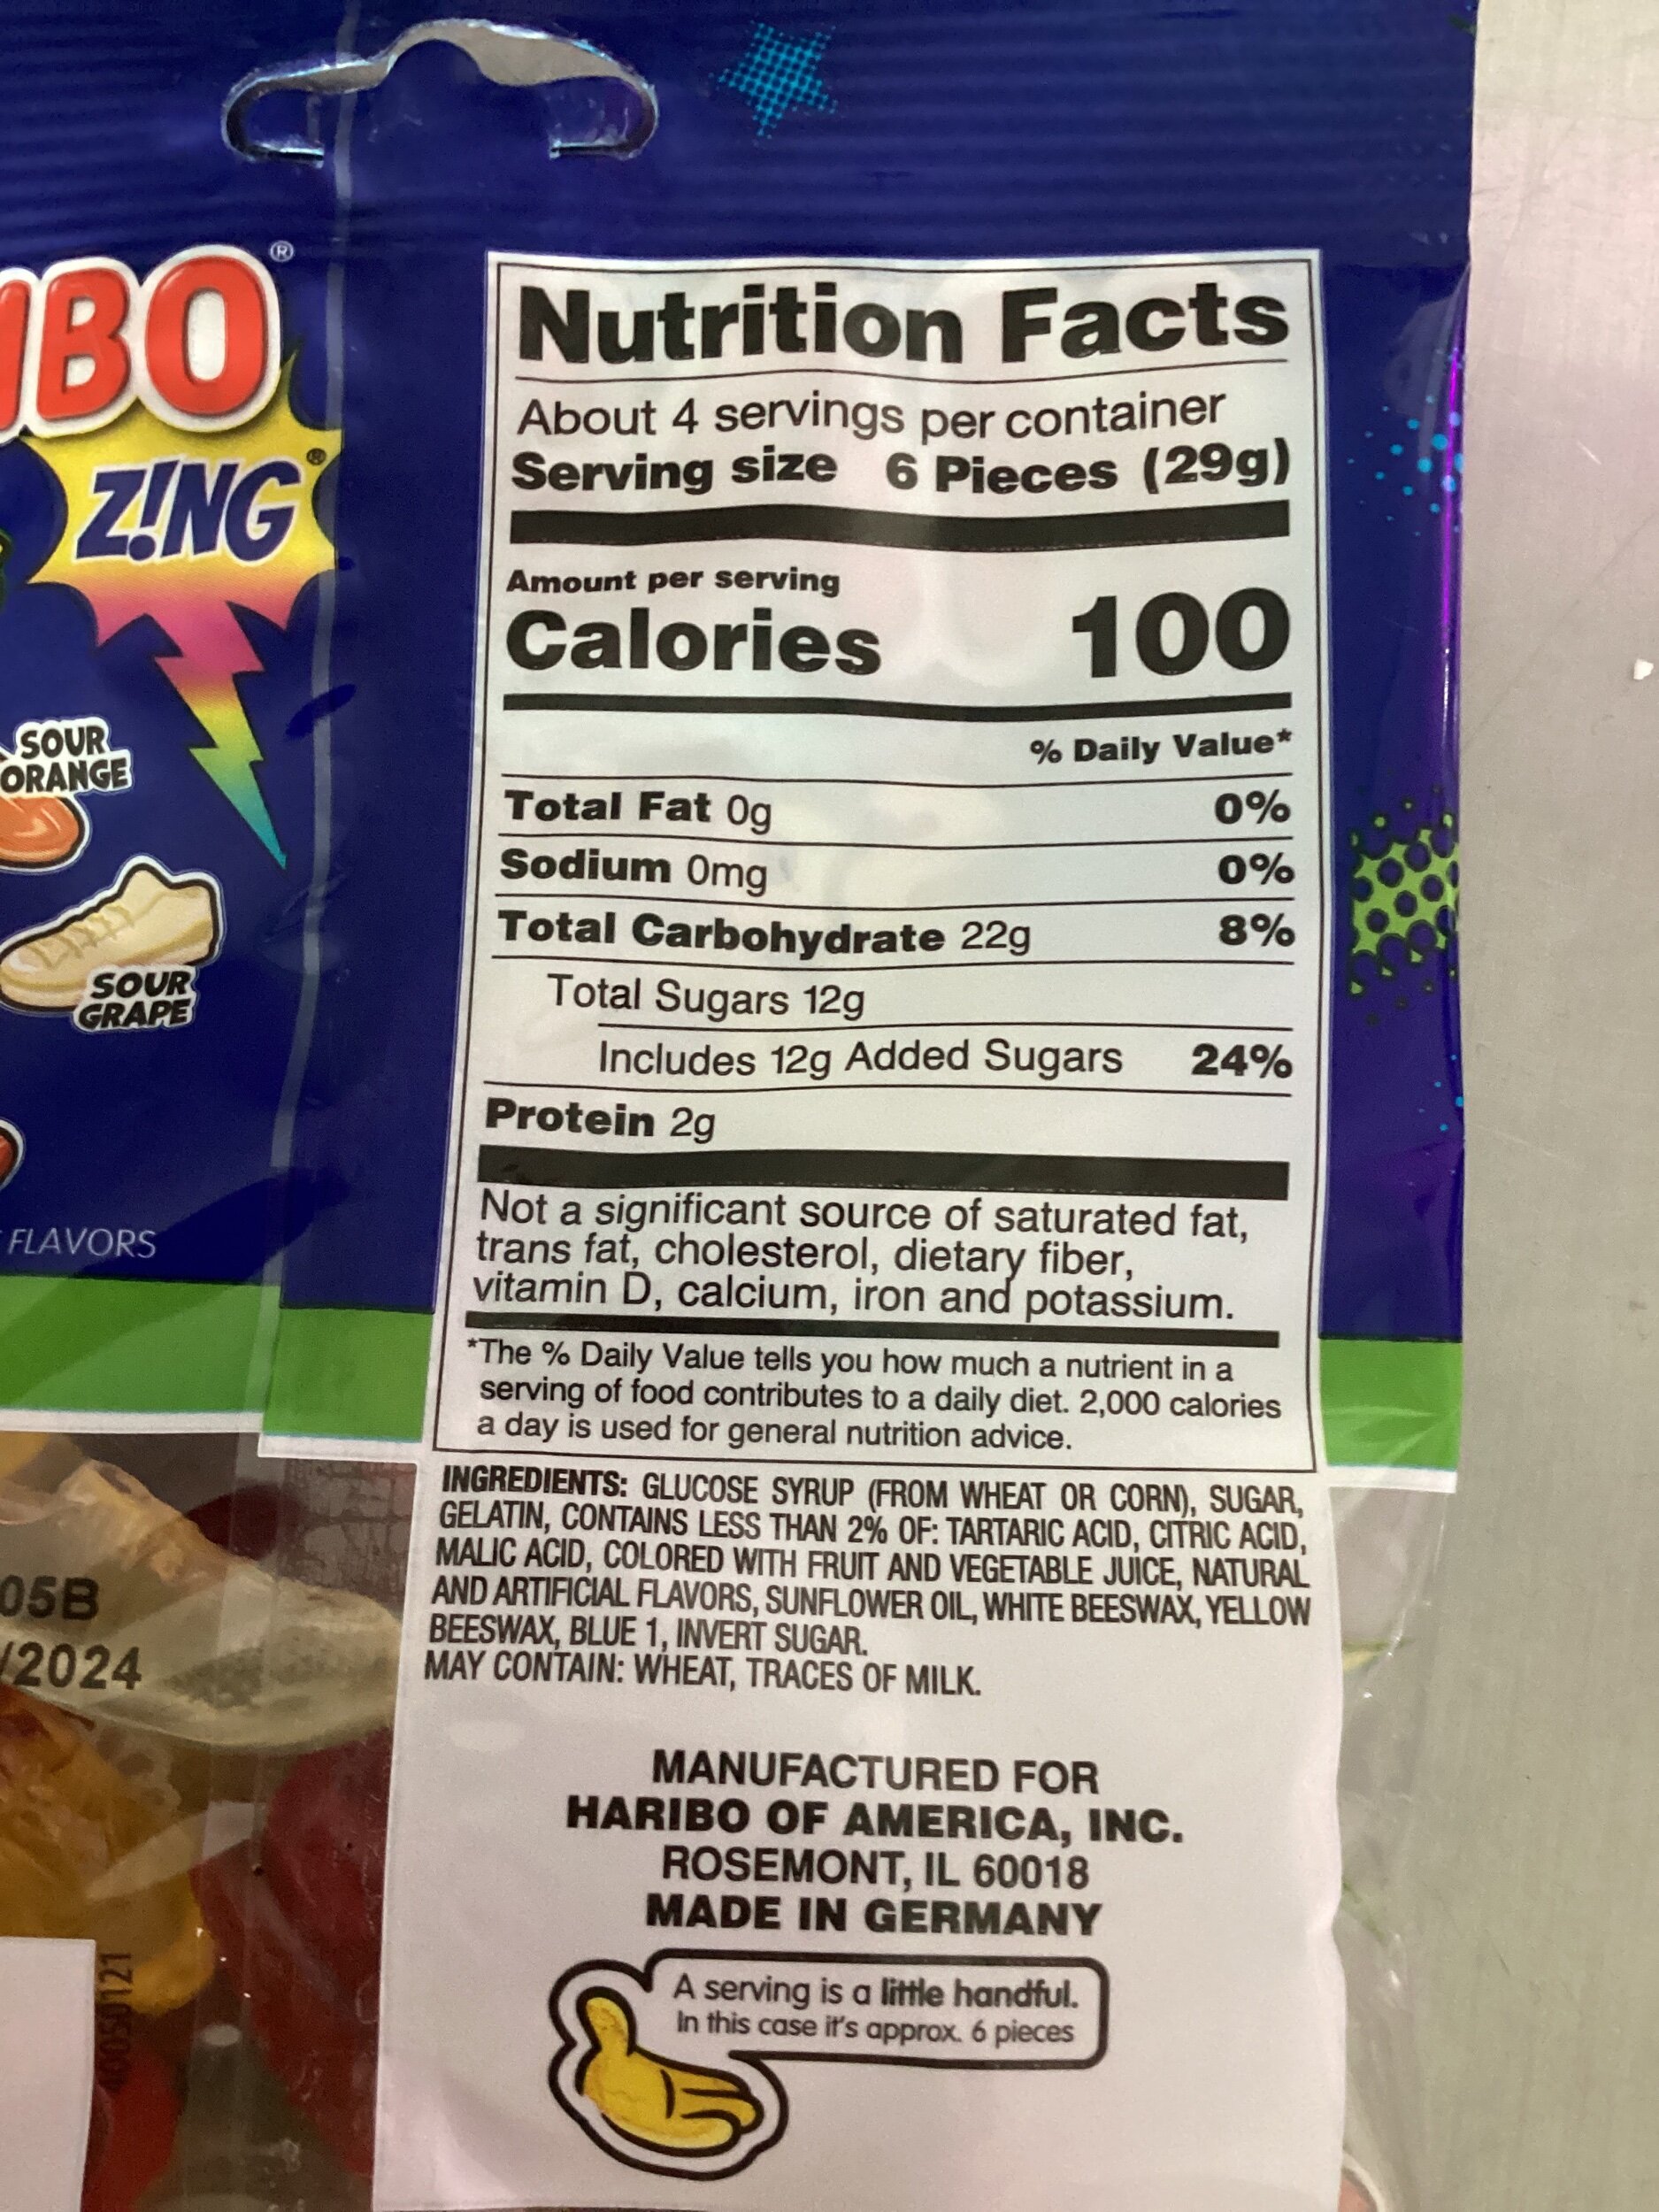 ®
Z!NG®
SOUR
ORANGE
SOUR
GRAPE
FLAVORS
05B
/2024
Nutrition Facts
About 4 servings per container
Serving size 6 Pieces (29g)
Amount per serving
Calories 100
% Daily Value*
Total Fat 0g 0%
Sodium 0mg 0%
Total Carbohydrate 22g 8%
Total Sugars 12g
Includes 12g Added Sugars 24%
Protein 2g
Not a significant source of saturated fat,
trans fat, cholesterol, dietary fiber,
vitamin D, calcium, iron and potassium.
*The % Daily Value tells you how much a nutrient in a
serving of food contributes to a daily diet. 2,000 calories
a day is used for general nutrition advice.
INGREDIENTS: GLUCOSE SYRUP (FROM WHEAT OR CORN), SUGAR,
GELATIN, CONTAINS LESS THAN 2% OF: TARTARIC ACID, CITRIC ACID,
MALIC ACID, COLORED WITH FRUIT AND VEGETABLE JUICE, NATURAL
AND ARTIFICIAL FLAVORS, SUNFLOWER OIL, WHITE BEESWAX, YELLOW
BEESWAX, BLUE 1, INVERT SUGAR.
MAY CONTAIN: WHEAT, TRACES OF MILK.
MANUFACTURED FOR
HARIBO OF AMERICA, INC.
ROSEMONT, IL 60018
MADE IN GERMANY
A serving is a little handful.
In this case it's approx. 6 pieces